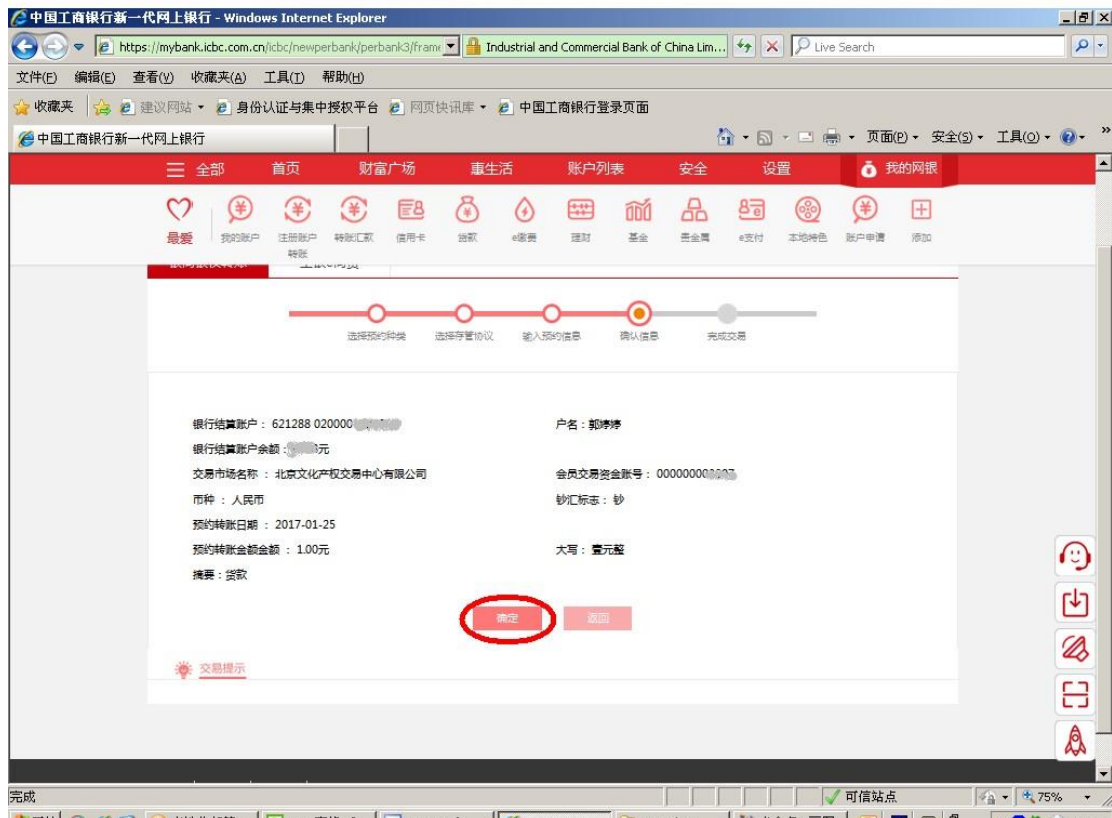 中国工商银行新一代网上银行 - Windows Internet Explorer
https://mybank.icbc.com.cn/icbc/newperbank/perbank3/frame Industrial and Commercial Bank of China Lim... Live Search
文件(F) 编辑(E) 查看(V) 收藏夹(A) 工具(T) 帮助(H)
收藏夹 建议网站 身份认证与集中授权平台 网页快讯库 中国工商银行登录页面
中国工商银行新一代网上银行 页面(P) 安全(S) 工具(O) »
全部 首页 财富广场 惠生活 账户列表 安全 设置 我的网银
最爱 我的账户 注册账户 转账汇款 信用卡 贷款 e缴费 理财 基金 贵金属 e支付 本地特色 账户申请 添加
转账
选择预约种类 选择存管协议 输入预约信息 确认信息 完成交易
银行结算账户： 621288 020000 户名：郭婷婷
银行结算账户余额： 元
交易市场名称 ： 北京文化产权交易中心有限公司 会员交易资金账号： 000000000
币种 ： 人民币 钞汇标志： 钞
预约转账日期 ： 2017-01-25
预约转账金额金额 ： 1.00元 大写： 壹元整
摘要：货款
确定 返回
交易提示
完成 可信站点 75%